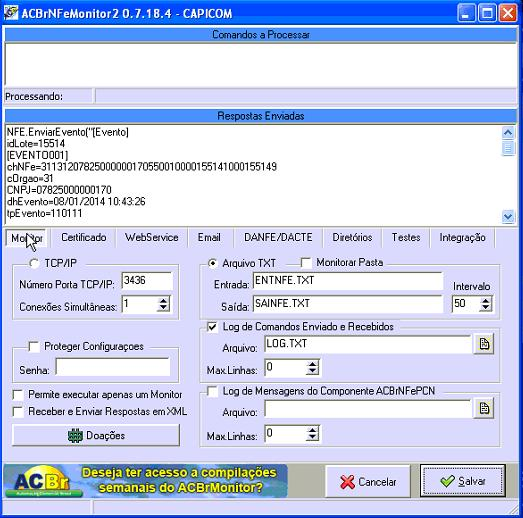 ACBrNFeMonitor2 0.7.18.4 - CAPICOM
Comandos a Processar
Processando:
Respostas Enviadas
NFE.EnviarEvento("[Evento]
idLote=15514
[EVENTO001]
chNFe=31131207825000000170550010000155141000155149
cOrgao=31
CNPJ=07825000000170
dhEvento=08/01/2014 10:43:26
tpEvento=110111
Monitor Certificado WebService Email DANFE/DACTE Diretórios Testes Integração
TCP/IP
Número Porta TCP/IP: 3436
Conexões Simultâneas: 1
Arquivo TXT Monitorar Pasta
Entrada: ENTNFE.TXT
Intervalo
Saída: SAINFE.TXT 50
Log de Comandos Enviado e Recebidos
Arquivo: LOG.TXT
Max.Linhas: 0
Proteger Configuraçoes
Senha:
Permite executar apenas um Monitor
Receber e Enviar Respostas em XML
Doações
Log de Mensagens do Componente ACBrNFePCN
Arquivo:
Max.Linhas: 0
ACBr
Automação Comercial Brasil
Deseja ter acesso a compilações
semanais do ACBrMonitor?
Cancelar
Salvar